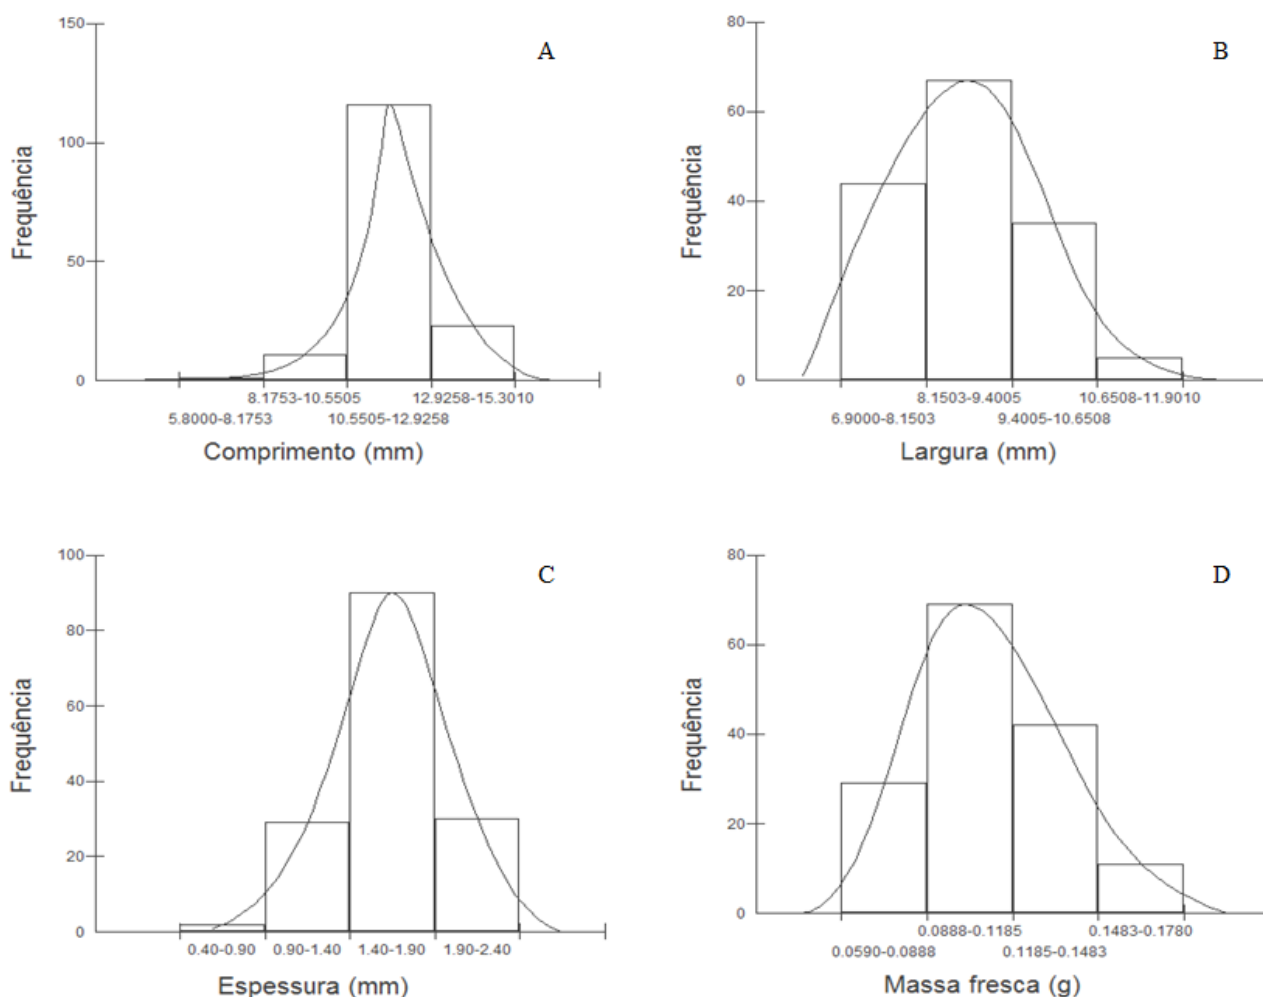 A
150
100
50
0
Frequência
8.1753-10.5505 12.9258-15.3010
5.8000-8.1753 10.5505-12.9258
Comprimento (mm)
B
80
60
40
20
0
Frequência
8.1503-9.4005 10.6508-11.9010
6.9000-8.1503 9.4005-10.6508
Largura (mm)
C
100
80
60
40
20
0
Frequência
0.40-0.90 0.90-1.40 1.40-1.90 1.90-2.40
Espessura (mm)
D
80
60
40
20
0
Frequência
0.0888-0.1185 0.1483-0.1780
0.0590-0.0888 0.1185-0.1483
Massa fresca (g)